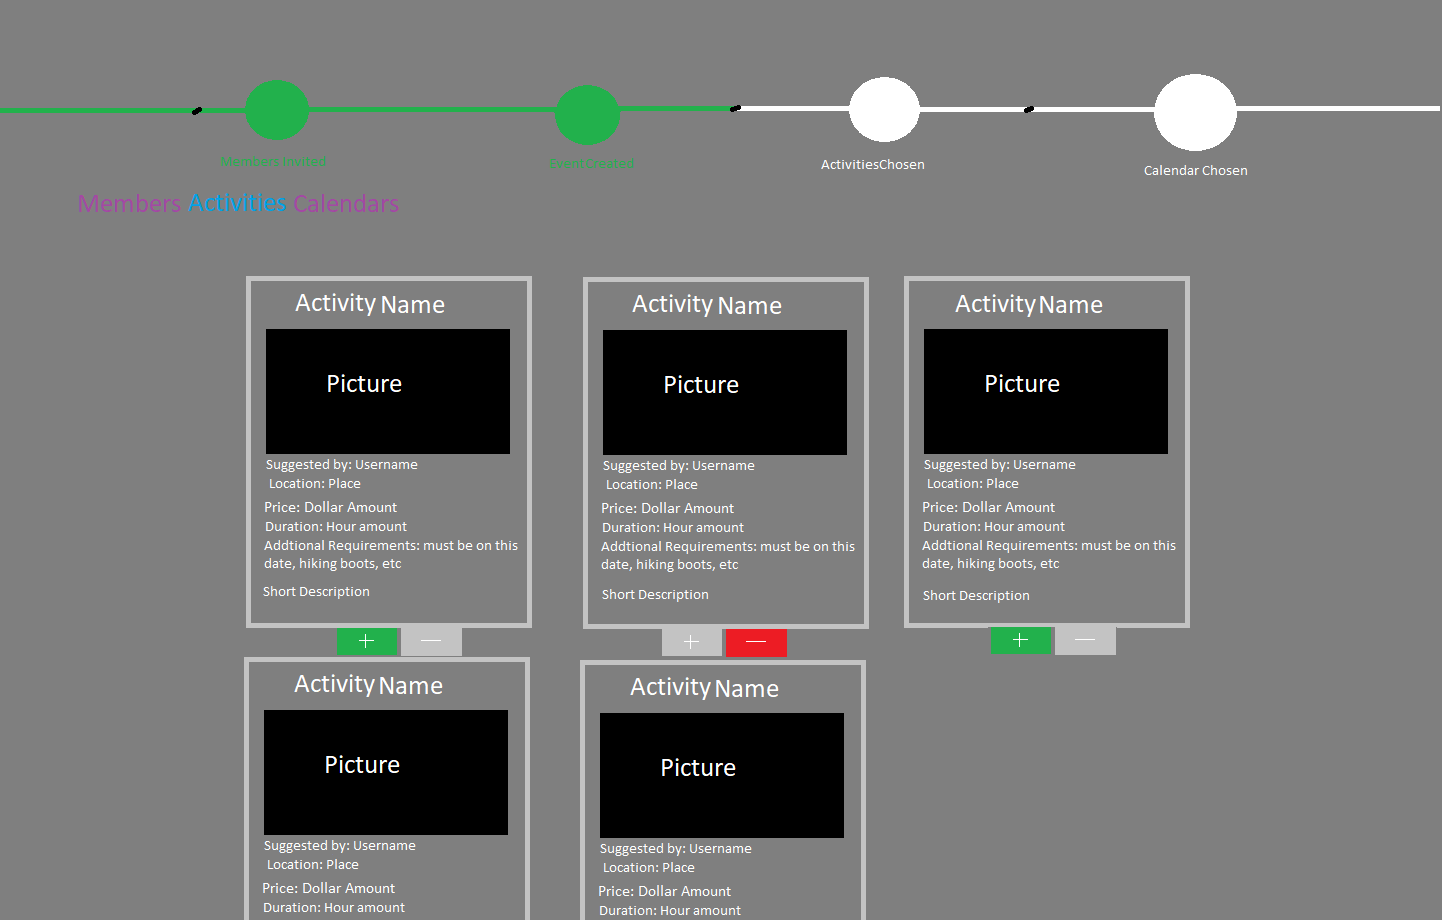 Members Invited
Event Created
ActivitiesChosen
Calendar Chosen
Members Activities Calendars
Activity Name
Picture
Suggested by: Username
Location: Place
Price: Dollar Amount
Duration: Hour amount
Addtional Requirements: must be on this
date, hiking boots, etc
Short Description
+ —
Activity Name
Picture
Suggested by: Username
Location: Place
Price: Dollar Amount
Duration: Hour amount
Addtional Requirements: must be on this
date, hiking boots, etc
Short Description
+ —
Activity Name
Picture
Suggested by: Username
Location: Place
Price: Dollar Amount
Duration: Hour amount
Addtional Requirements: must be on this
date, hiking boots, etc
Short Description
+ —
Activity Name
Picture
Suggested by: Username
Location: Place
Price: Dollar Amount
Duration: Hour amount
Activity Name
Picture
Suggested by: Username
Location: Place
Price: Dollar Amount
Duration: Hour amount